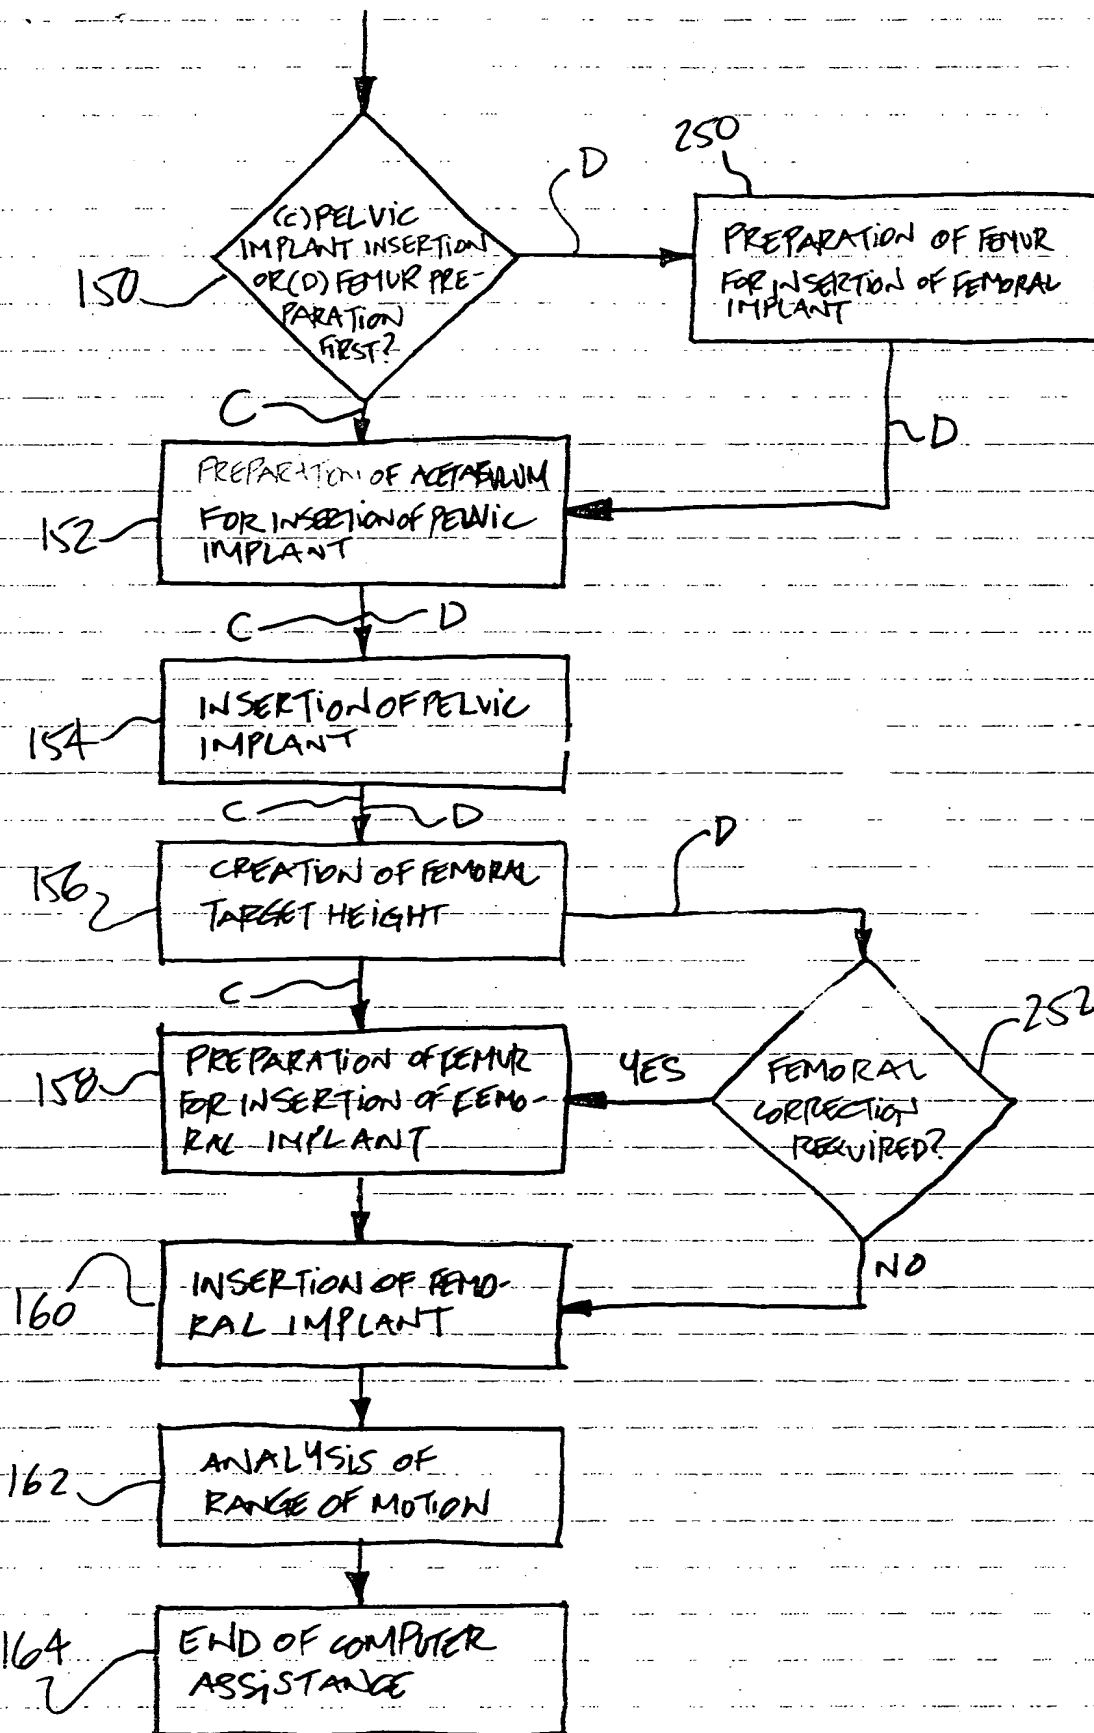 250
D
(C) PELVIC
IMPLANT INSERTION
OR (D) FEMUR PRE-
PARATION
FIRST?
150
PREPARATION OF FEMUR
FOR INSERTION OF FEMORAL
IMPLANT
C
D
PREPARATION OF ACETABULUM
FOR INSERTION OF PELVIC
IMPLANT
152
C
D
INSERTION OF PELVIC
IMPLANT
154
C
D
D
CREATION OF FEMORAL
TARGET HEIGHT
156
C
252
PREPARATION OF FEMUR
FOR INSERTION OF FEMO-
RAL IMPLANT
158
YES
FEMORAL
CORRECTION
REQUIRED?
NO
INSERTION OF FEMO-
RAL IMPLANT
160
ANALYSIS OF
RANGE OF MOTION
162
END OF COMPUTER
ASSISTANCE
164